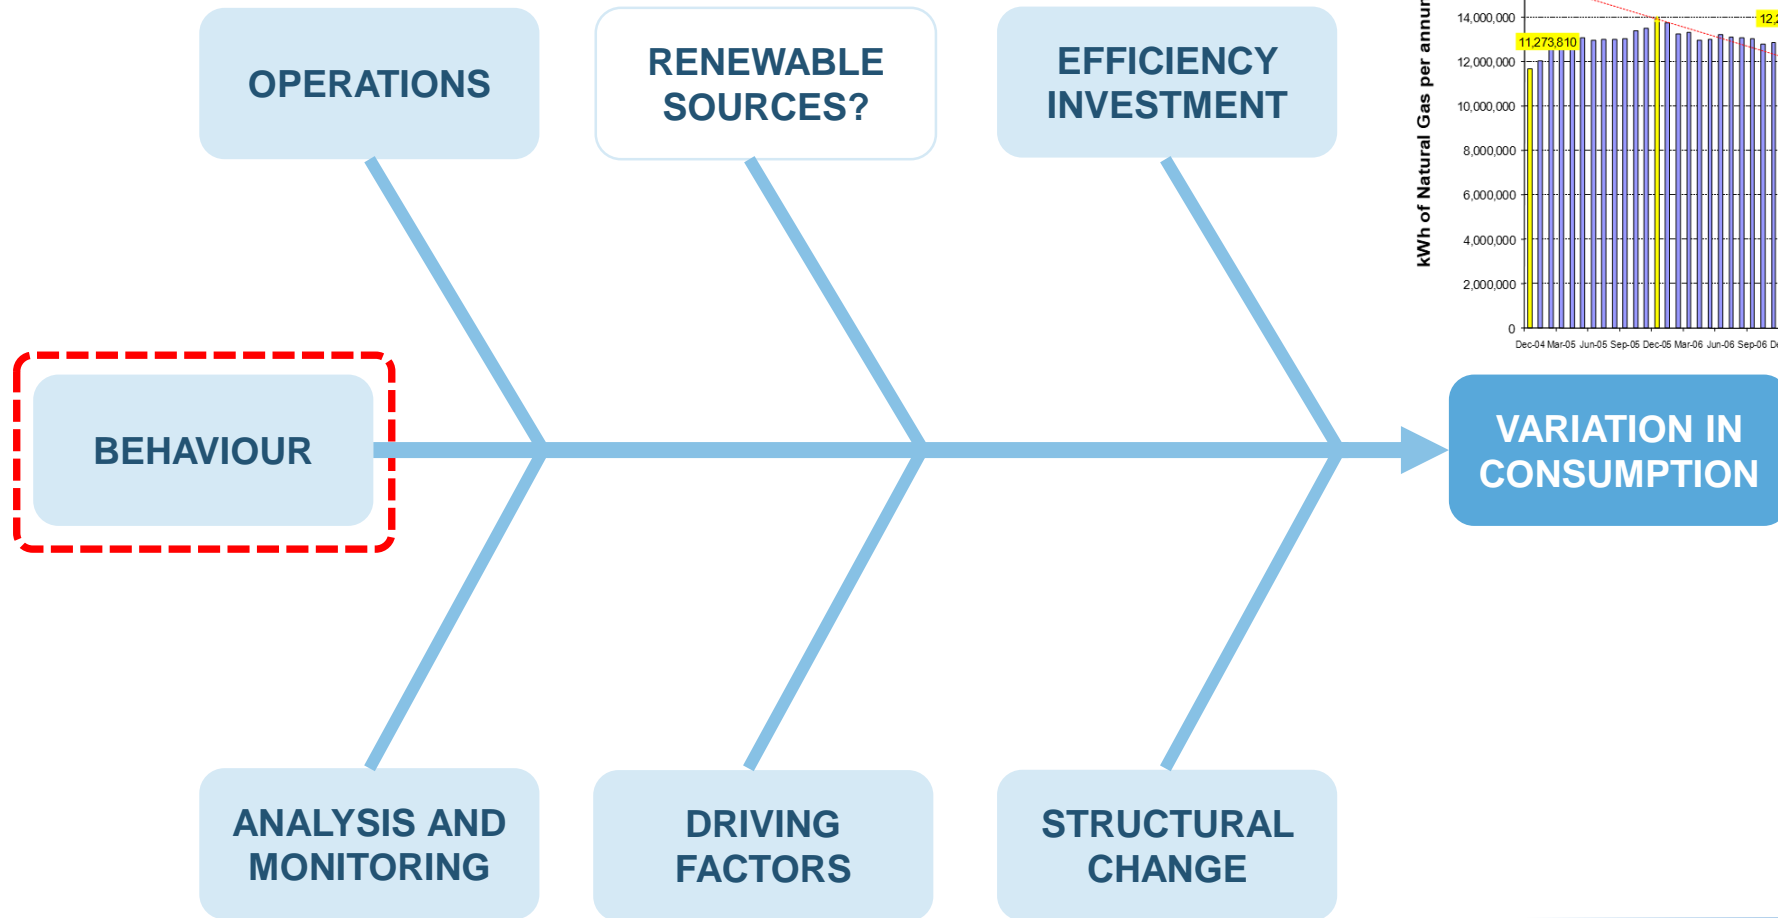 OPERATIONS
RENEWABLE
SOURCES?
EFFICIENCY
INVESTMENT
kWh of Natural Gas per
14,000,000
12,000,000
10,000,000
8,000,000
6,000,000
4,000,000
2,000,000
0
11,273,810
Dec-04 Mar-05 Jun-05 Sep-05 Dec-05 Mar-06 Jun-06 Sep-06
BEHAVIOUR
VARIATION IN
CONSUMPTION
ANALYSIS AND
MONITORING
DRIVING
FACTORS
STRUCTURAL
CHANGE